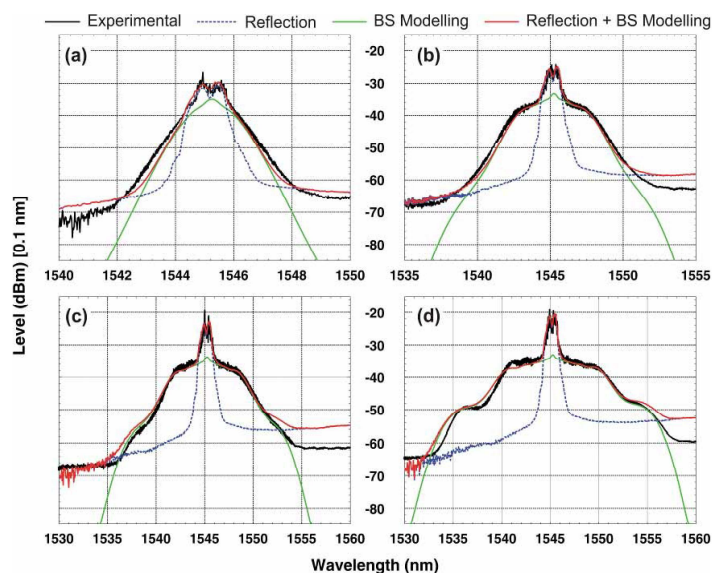 Experimental Reflection BS Modelling Reflection + BS Modelling
(a) (b)
-20
-30
-40
-50
-60
-70
-80
1540 1542 1544 1546 1548 1550 1535 1540 1545 1550 1555
(c) (d)
-20
-30
-40
-50
-60
-70
-80
1530 1535 1540 1545 1550 1555 1560 1530 1535 1540 1545 1550 1555 1560
Level (dBm) [0.1 nm]
Wavelength (nm)